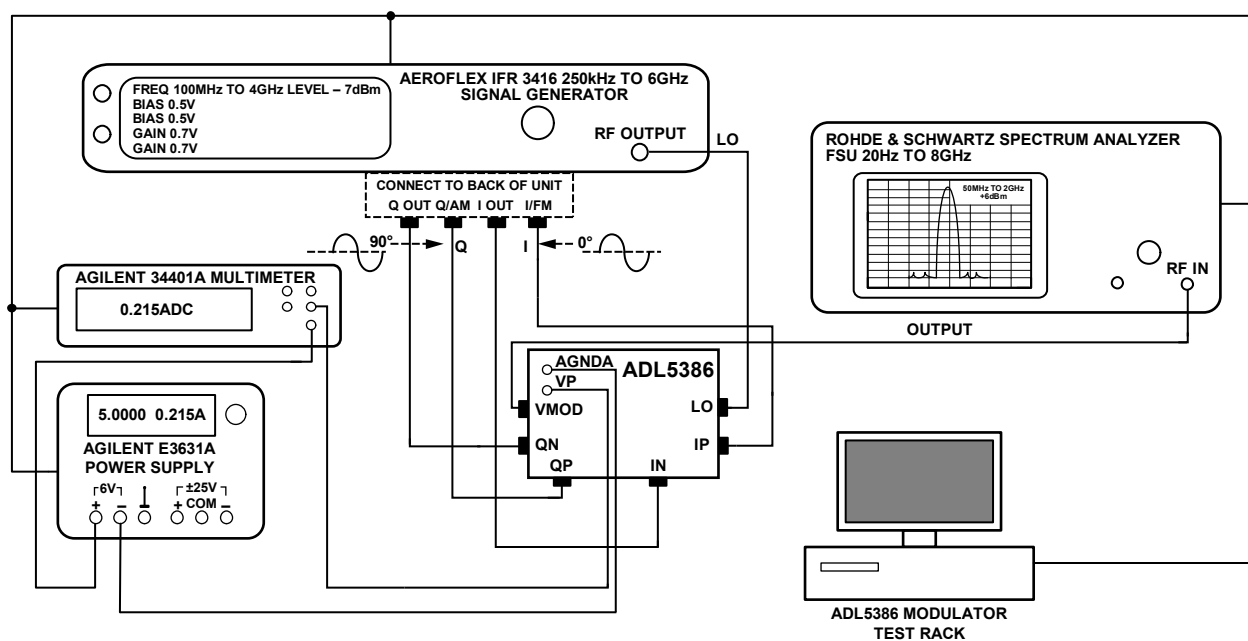 AEROFLEX IFR 3416 250kHz TO 6GHz
SIGNAL GENERATOR
FREQ 100MHz TO 4GHz LEVEL – 7dBm
BIAS 0.5V
BIAS 0.5V
GAIN 0.7V
GAIN 0.7V
RF OUTPUT
LO
CONNECT TO BACK OF UNIT
Q OUT Q/AM I OUT I/FM
90°
Q
I
0°
ROHDE & SCHWARTZ SPECTRUM ANALYZER
FSU 20Hz TO 8GHz
50MHz TO 2GHz
+6dBm
RF IN
AGILENT 34401A MULTIMETER
0.215ADC
OUTPUT
5.0000 0.215A
AGILENT E3631A
POWER SUPPLY
6V
±25V
+ – + COM –
AGNDA
VP
ADL5386
VMOD
LO
QN
IP
QP
IN
ADL5386 MODULATOR
TEST RACK